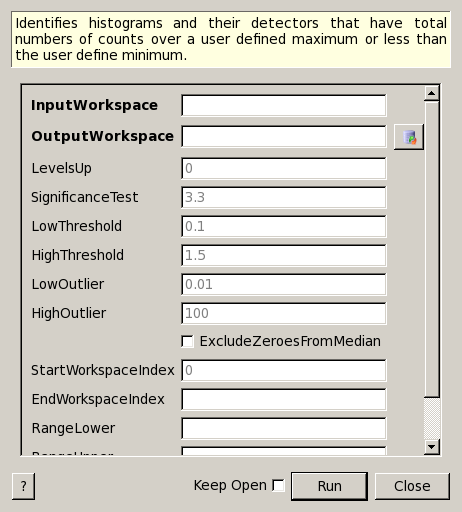 Identifies histograms and their detectors that have total
numbers of counts over a user defined maximum or less than
the user define minimum.
InputWorkspace
OutputWorkspace
LevelsUp 0
SignificanceTest 3.3
LowThreshold 0.1
HighThreshold 1.5
LowOutlier 0.01
HighOutlier 100
ExcludeZeroesFromMedian
StartWorkspaceIndex 0
EndWorkspaceIndex
RangeLower
RangeUpper
? Keep Open Run Close